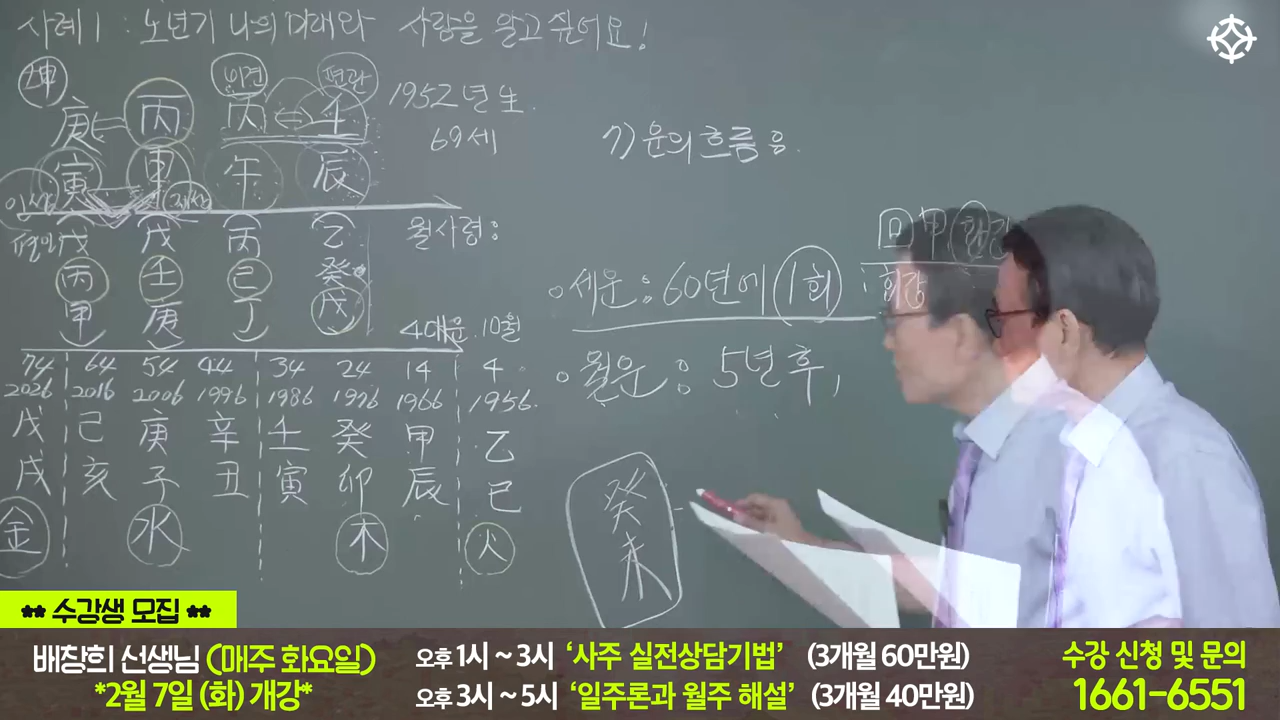 사례 1 : 노년기 나의 미래와 사람을 알고 싶어요!
坤 비견 편관
庚 丙 丙 壬 1952년生.
69세
寅 申 午 辰
7) 운의 흐름 음.
월사령:
편인 戊 戊 丙 乙
丙 壬 己 癸
甲 庚 丁 戊
4대운. 10월
74 64 54 44 34 24 14 4
2026 2016 2006 1996 1986 1976 1966 1956.
戊 己 庚 辛 壬 癸 甲 乙
戌 亥 子 丑 寅 卯 辰 巳
金 水 木 火
회갑
세운: 60년에 1회
월운: 5년 후,
癸
未
** 수강생 모집 **
배창희 선생님 (매주 화요일)
*2월 7일 (화) 개강*
오후 1시 ~ 3시 ‘사주 실전상담기법’ (3개월 60만원)
오후 3시 ~ 5시 ‘일주론과 월주 해설’ (3개월 40만원)
수강 신청 및 문의
1661-6551